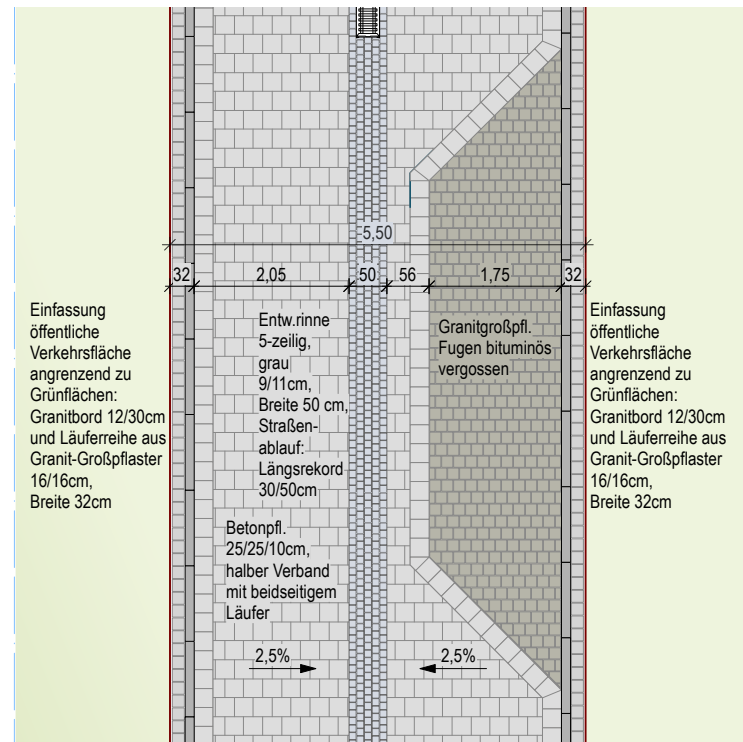 5,50
32
2,05
50
56
1,75
32
Einfassung
öffentliche
Verkehrsfläche
angrenzend zu
Grünflächen:
Granitbord 12/30cm
und Läuferreihe aus
Granit-Großpflaster
16/16cm,
Breite 32cm
Entw.rinne
5-zeilig,
grau
9/11cm,
Breite 50 cm,
Straßen-
ablauf:
Längsrekord
30/50cm
Granitgroßpfl.
Fugen bituminös
vergossen
Einfassung
öffentliche
Verkehrsfläche
angrenzend zu
Grünflächen:
Granitbord 12/30cm
und Läuferreihe aus
Granit-Großpflaster
16/16cm,
Breite 32cm
Betonpfl.
25/25/10cm,
halber Verband
mit beidseitigem
Läufer
2,5%
2,5%